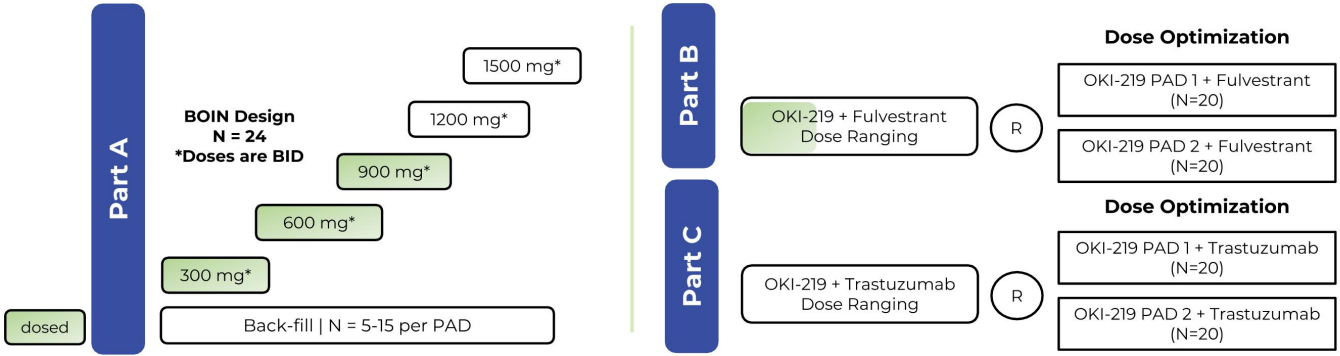 Part A
BOIN Design
N = 24
*Doses are BID
1500 mg*
1200 mg*
900 mg*
600 mg*
300 mg*
dosed
Back-fill | N = 5-15 per PAD
Part B
OKI-219 + Fulvestrant
Dose Ranging
R
Dose Optimization
OKI-219 PAD 1 + Fulvestrant
(N=20)
OKI-219 PAD 2 + Fulvestrant
(N=20)
Part C
OKI-219 + Trastuzumab
Dose Ranging
R
Dose Optimization
OKI-219 PAD 1 + Trastuzumab
(N=20)
OKI-219 PAD 2 + Trastuzumab
(N=20)